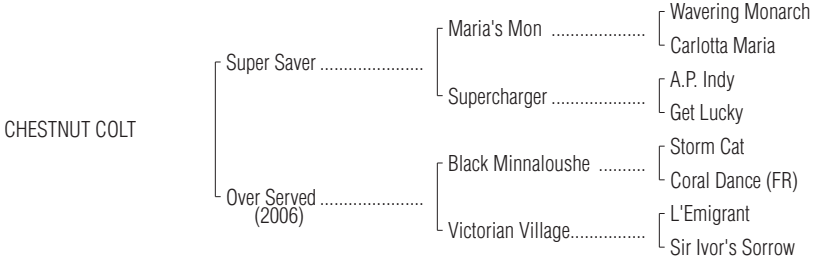 Wavering Monarch
Maria's Mon ....................
Carlotta Maria
Super Saver ......................
A.P. Indy
Supercharger ....................
Get Lucky
CHESTNUT COLT
Storm Cat
Black Minnaloushe ..........
Coral Dance (FR)
Over Served ......................
(2006)
L'Emigrant
Victorian Village................
Sir Ivor's Sorrow